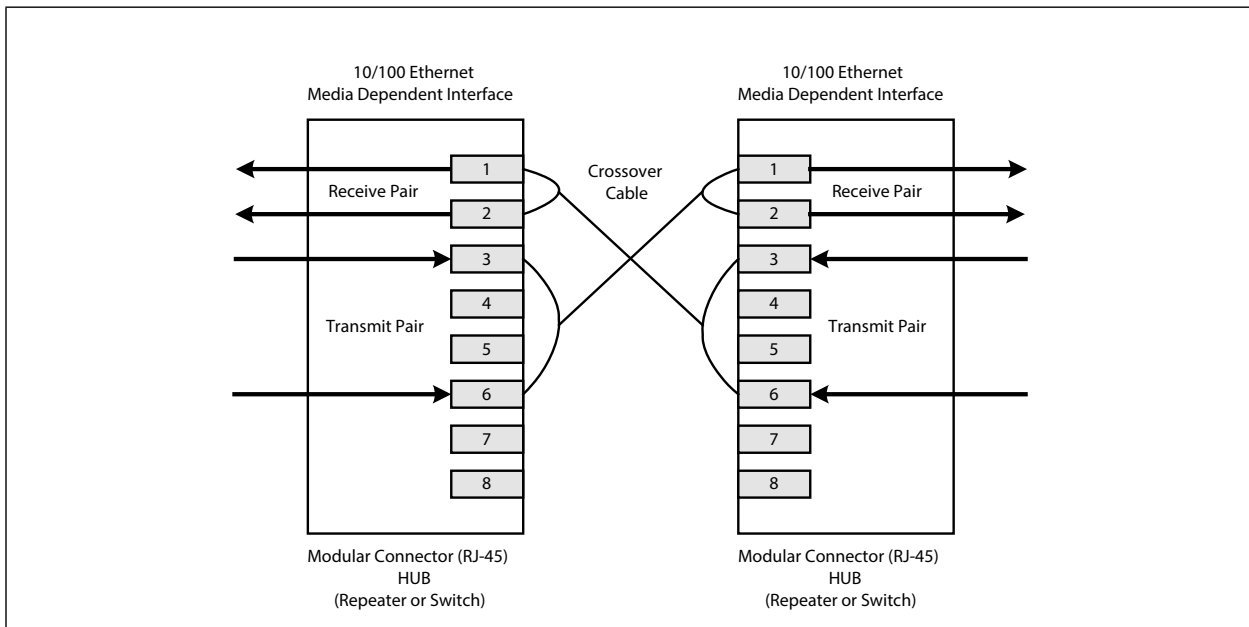 10/100 Ethernet
Media Dependent Interface
10/100 Ethernet
Media Dependent Interface
Crossover
Cable
1
Receive Pair
2
3
4
Transmit Pair
5
6
7
8
1
Receive Pair
2
3
4
Transmit Pair
5
6
7
8
Modular Connector (RJ-45)
HUB
(Repeater or Switch)
Modular Connector (RJ-45)
HUB
(Repeater or Switch)